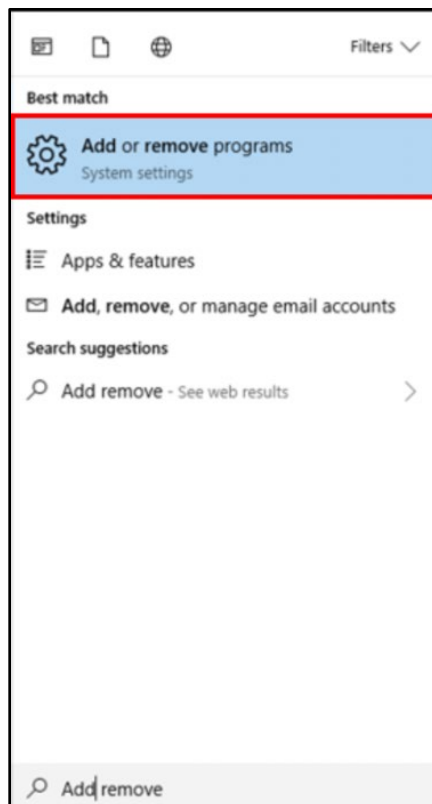 Filters
Best match
Add or remove programs
System settings
Settings
Apps & features
Add, remove, or manage email accounts
Search suggestions
Add remove - See web results
Add remove